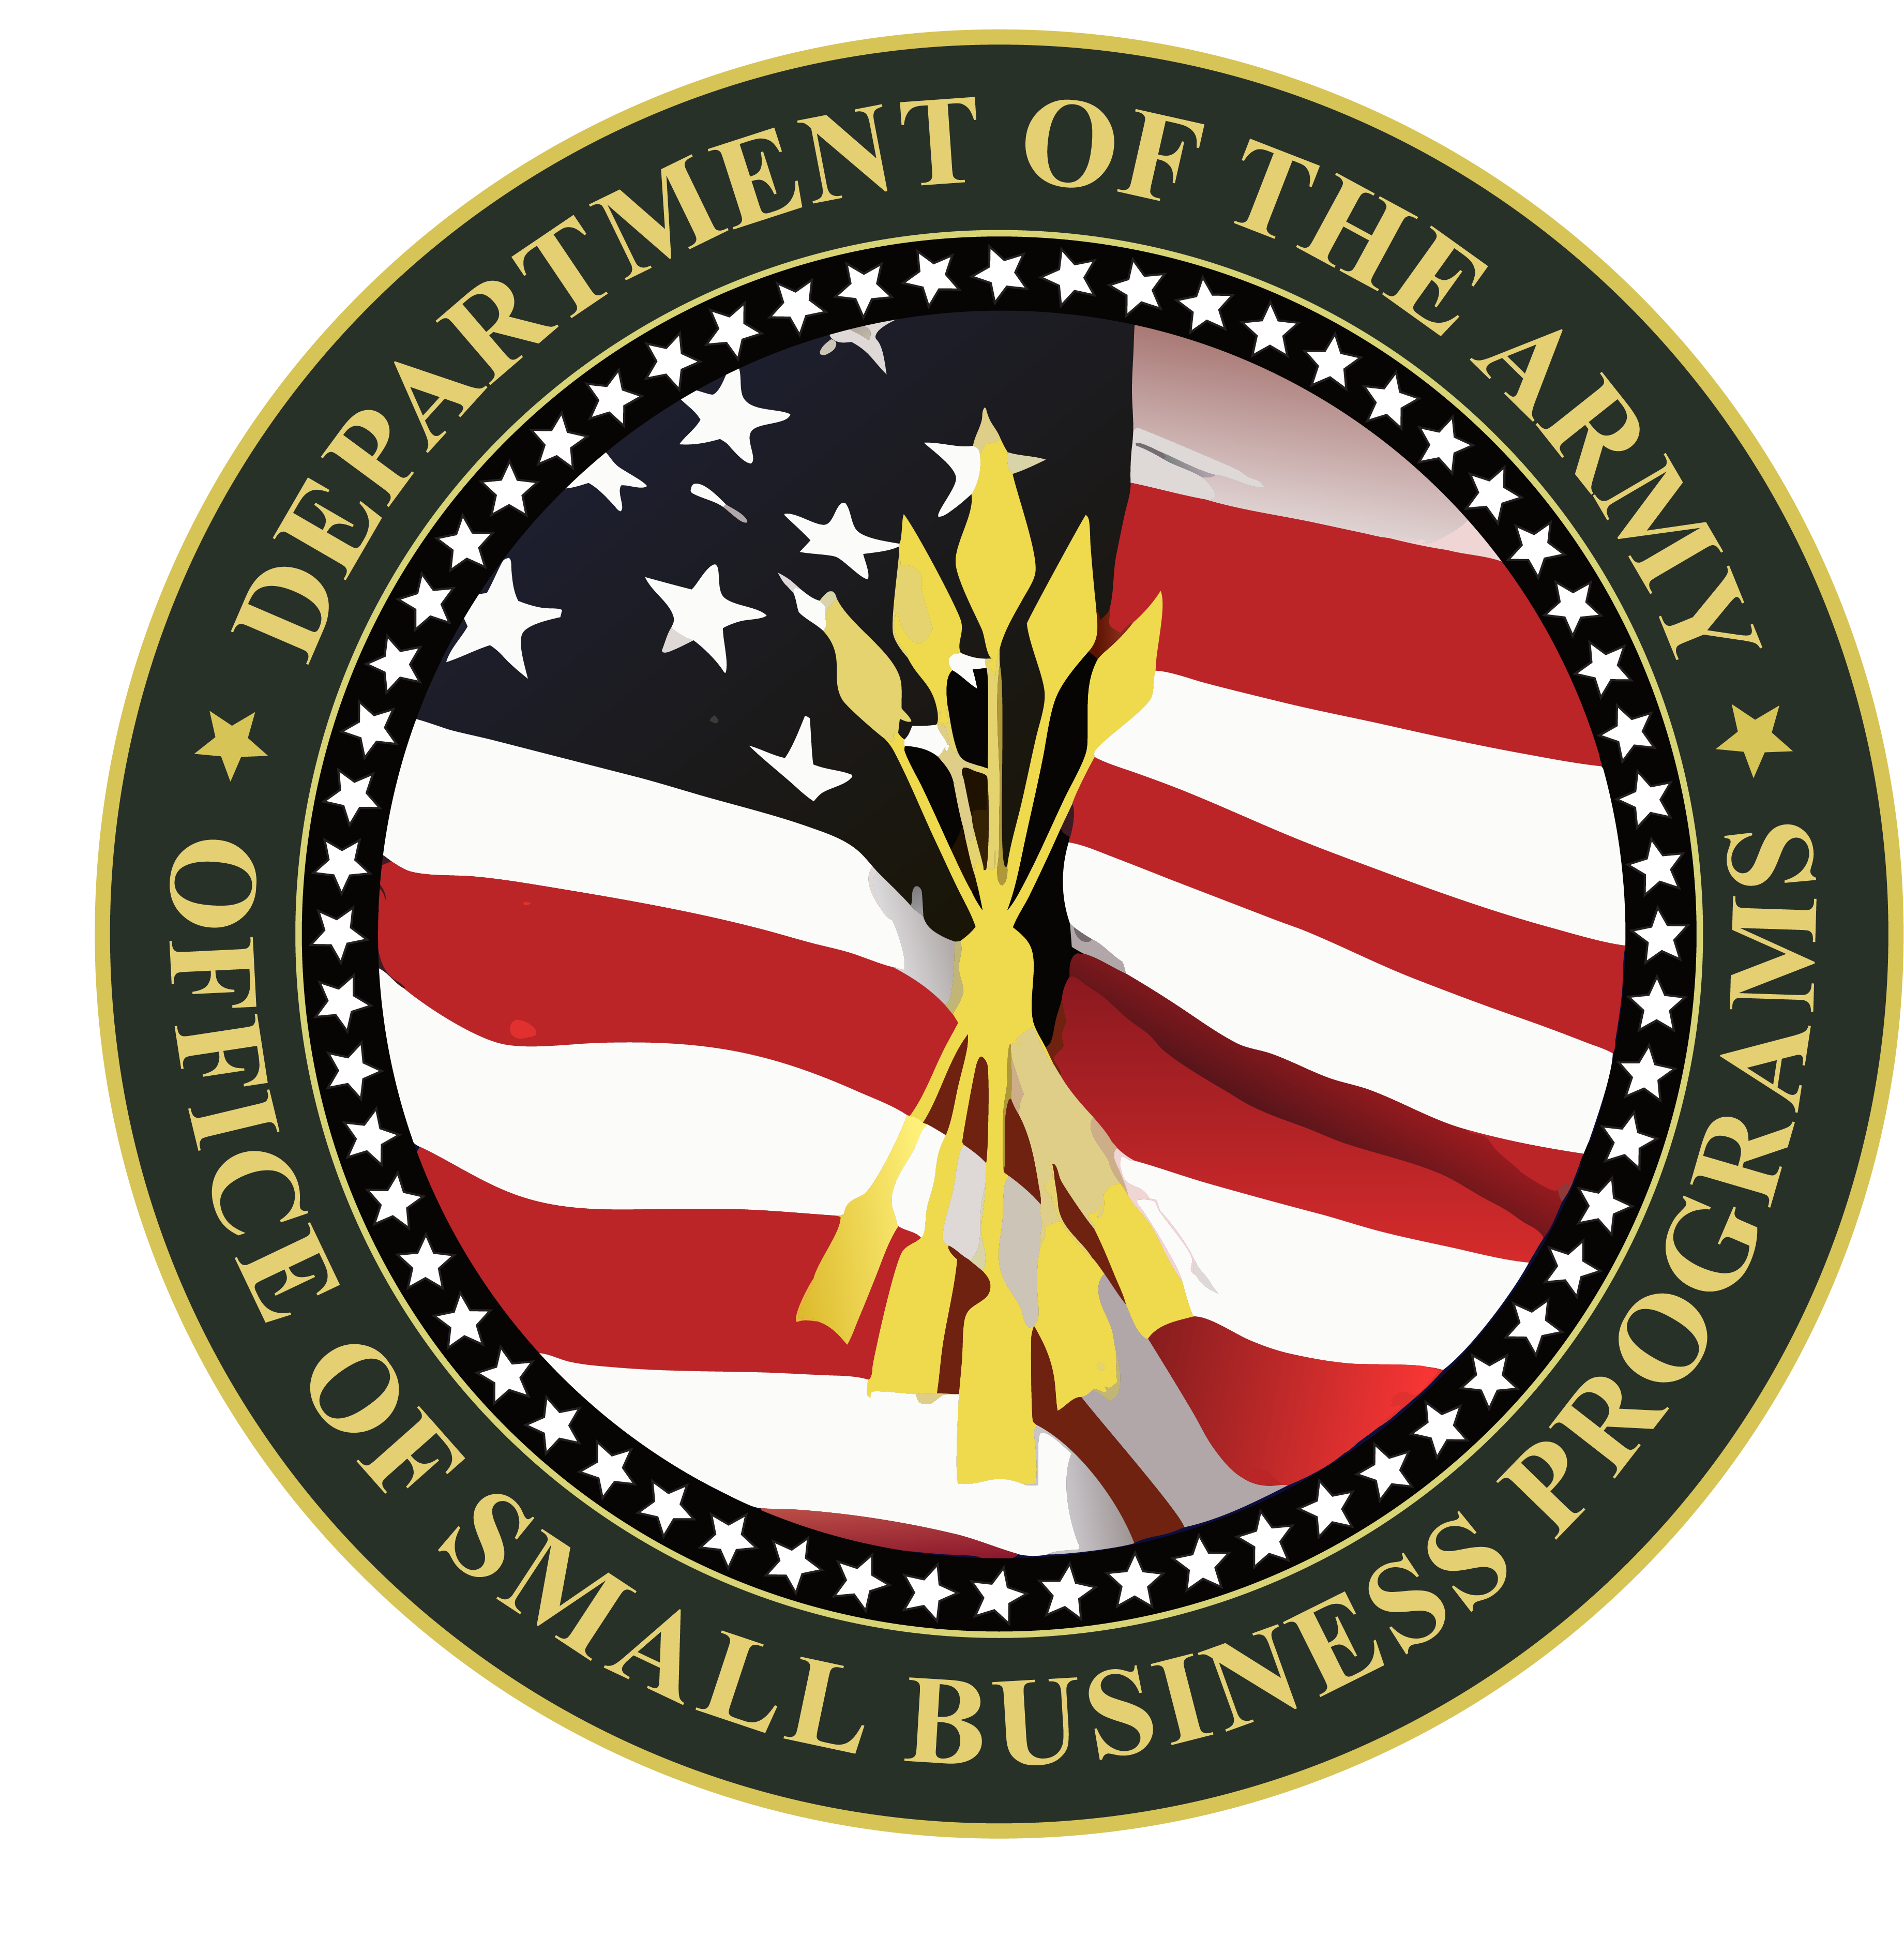 DEPARTMENT OF THE ARMY
OFFICE OF SMALL BUSINESS PROGRAMS